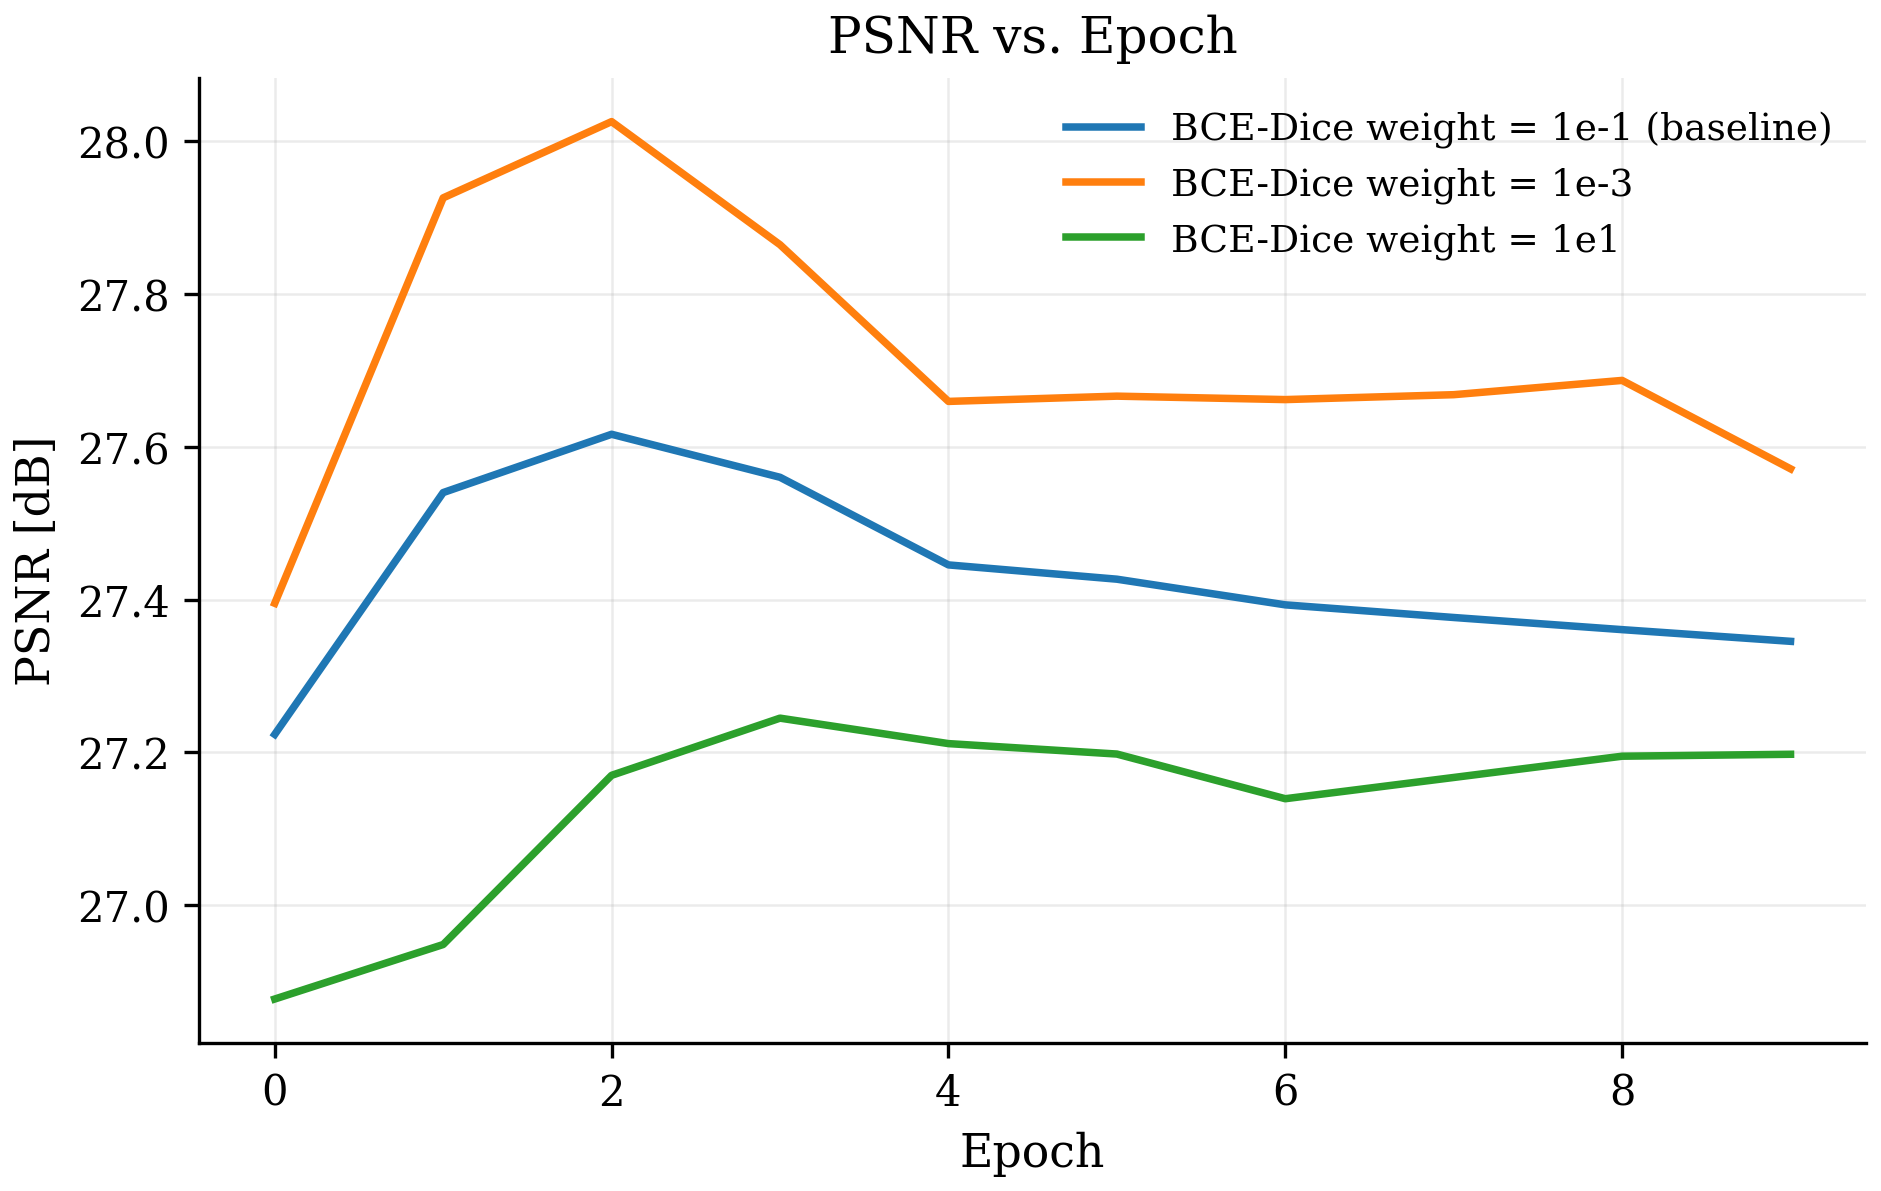 PSNR vs. Epoch
BCE-Dice weight = 1e-1 (baseline)
BCE-Dice weight = 1e-3
BCE-Dice weight = 1e1
PSNR [dB]
28.0
27.8
27.6
27.4
27.2
27.0
0 2 4 6 8
Epoch